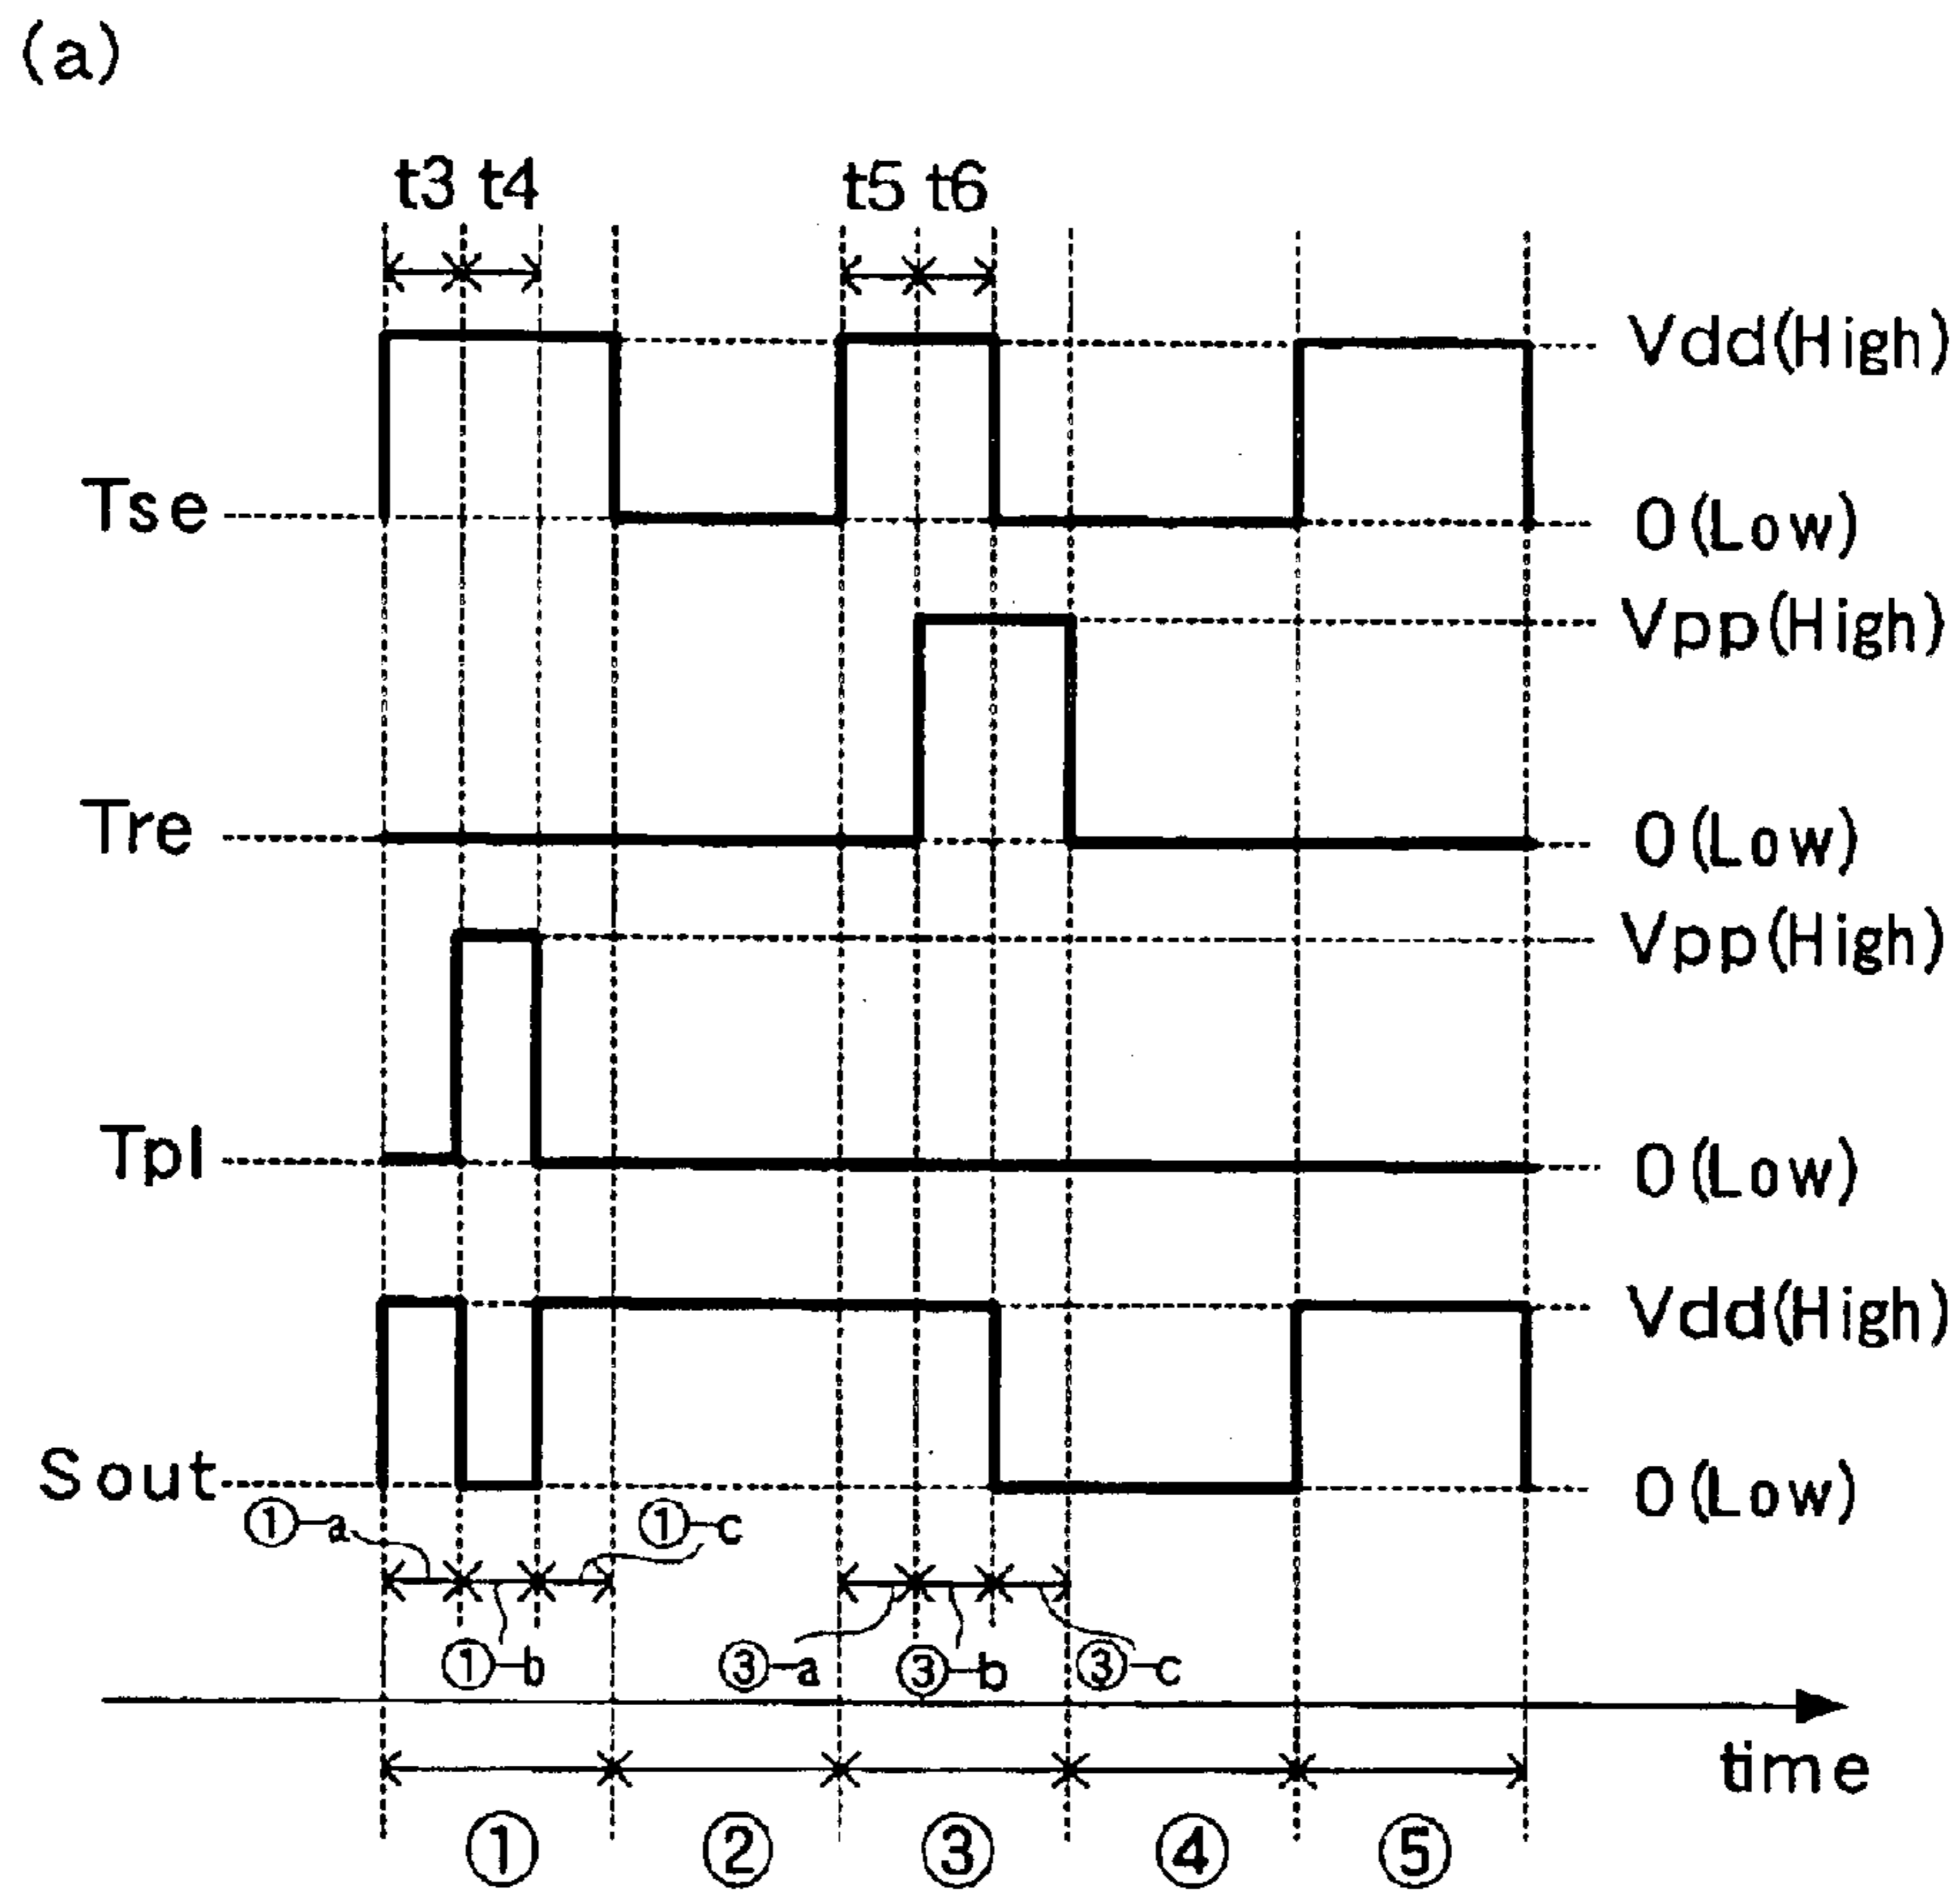 (a)
t3 t4 t5 t6
Vdd(High)
Tse 0(Low)
Vpp(High)
Tre 0(Low)
Vpp(High)
Tpl 0(Low)
Vdd(High)
Sout 0(Low)
①-a ①-c
①-b ③-a ③-b ③-c
time
① ② ③ ④ ⑤